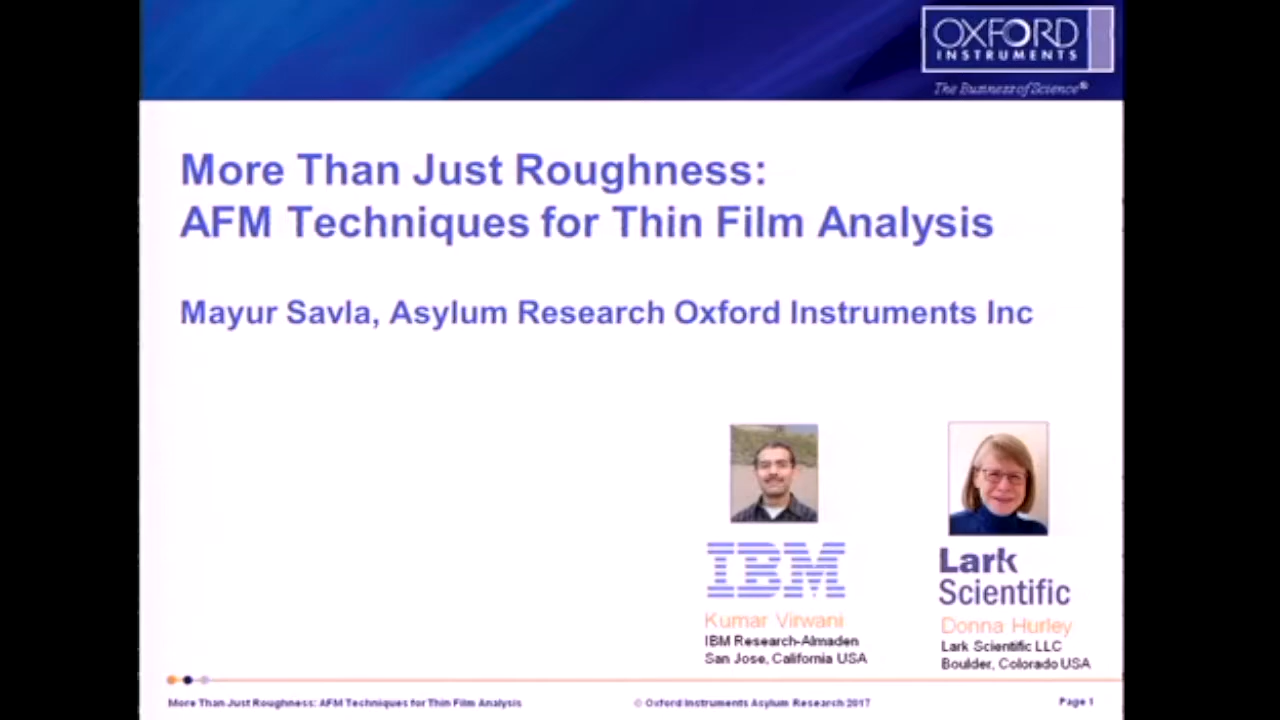 OXFORD
INSTRUMENTS
The Business of Science®
More Than Just Roughness:
AFM Techniques for Thin Film Analysis
Mayur Savla, Asylum Research Oxford Instruments Inc
IBM
Kumar Virwani
IBM Research-Almaden
San Jose, California USA
Lark
Scientific
Donna Hurley
Lark Scientific LLC
Boulder, Colorado USA
More Than Just Roughness: AFM Techniques for Thin Film Analysis
© Oxford Instruments Asylum Research 2017
Page 1